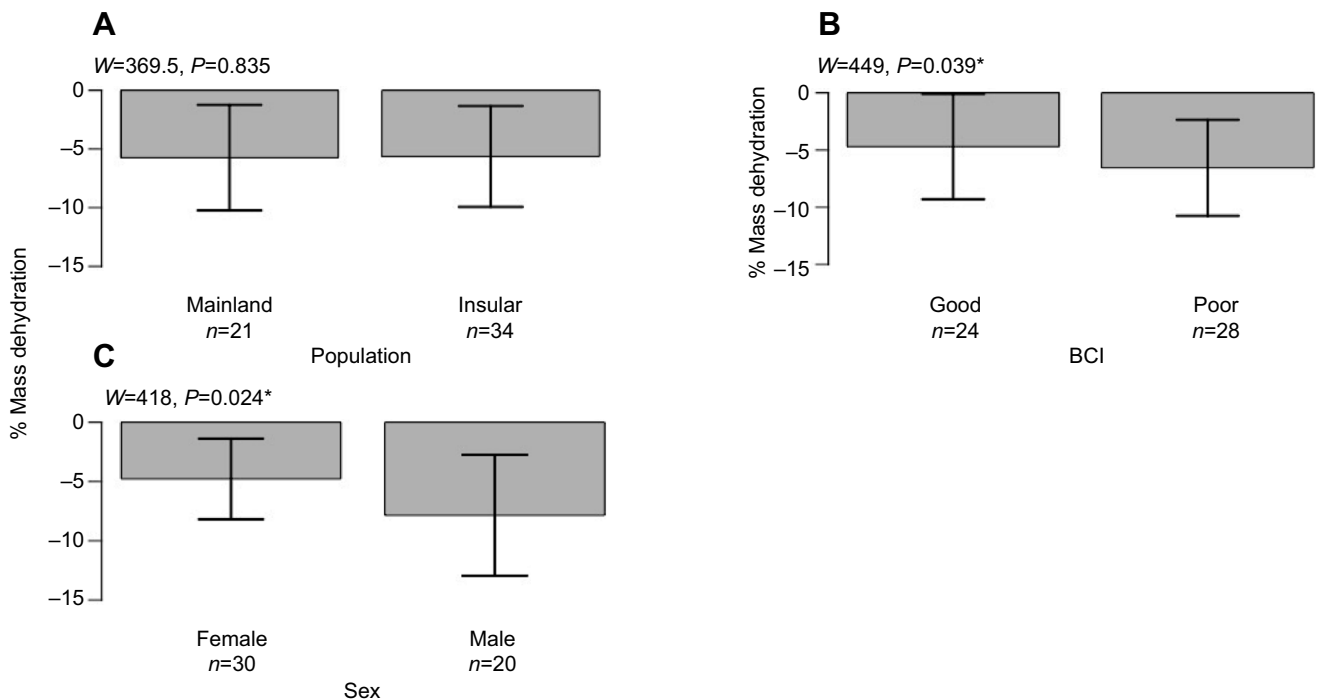 A
W=369.5, P=0.835
0
–5
–10
–15
Mainland
n=21
Insular
n=34
Population
% Mass dehydration
B
W=449, P=0.039*
0
–5
–10
–15
% Mass dehydration
Good
n=24
Poor
n=28
BCI
C
W=418, P=0.024*
0
–5
–10
–15
Female
n=30
Male
n=20
Sex